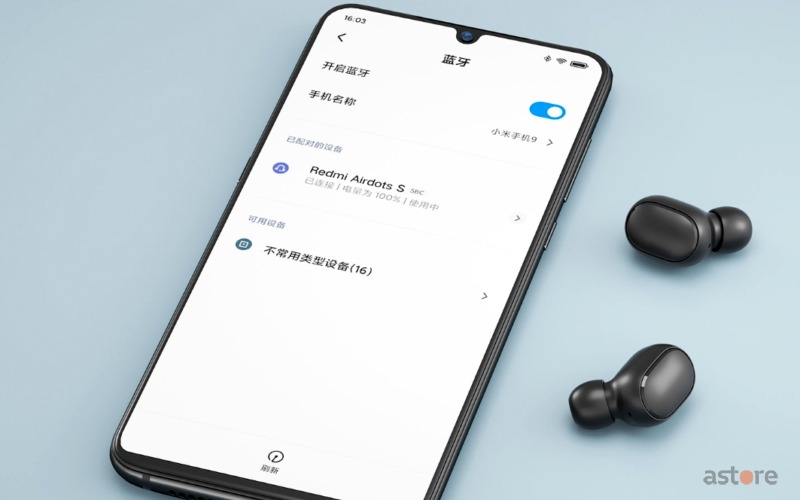 16:03
蓝牙
开启蓝牙
手机名称
小米手机9
已配对的设备
Redmi Airdots S SBC
已连接 | 电量为 100% | 使用中
可用设备
不常用类型设备(16)
刷新
astore